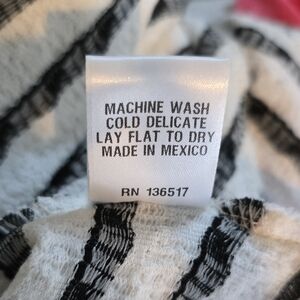 MACHINE WASH
COLD DELICATE
LAY FLAT TO DRY
MADE IN MEXICO
RN 136517